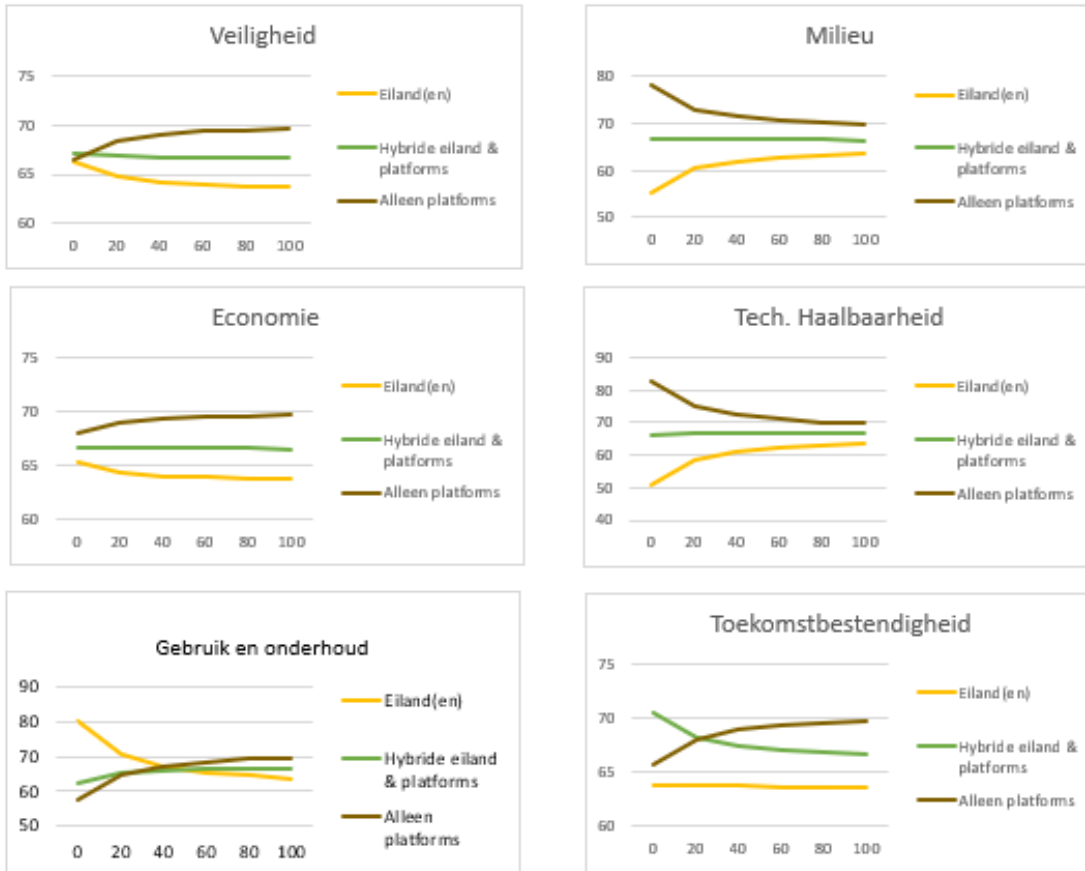 Veiligheid
75
70
65
60
0 20 40 60 80 100
Eiland(en)
Hybride eiland &
platforms
Alleen platforms
Milieu
80
70
60
50
0 20 40 60 80 100
Eiland(en)
Hybride eiland &
platforms
Alleen platforms
Economie
75
70
65
60
0 20 40 60 80 100
Eiland(en)
Hybride eiland &
platforms
Alleen platforms
Tech. Haalbaarheid
90
80
70
60
50
40
0 20 40 60 80 100
Eiland(en)
Hybride eiland &
platforms
Alleen platforms
Gebruik en onderhoud
90
80
70
60
50
0 20 40 60 80 100
Eiland(en)
Hybride eiland
& platforms
Alleen
platforms
Toekomstbestendigheid
75
70
65
60
0 20 40 60 80 100
Eiland(en)
Hybride eiland &
platforms
Alleen platforms